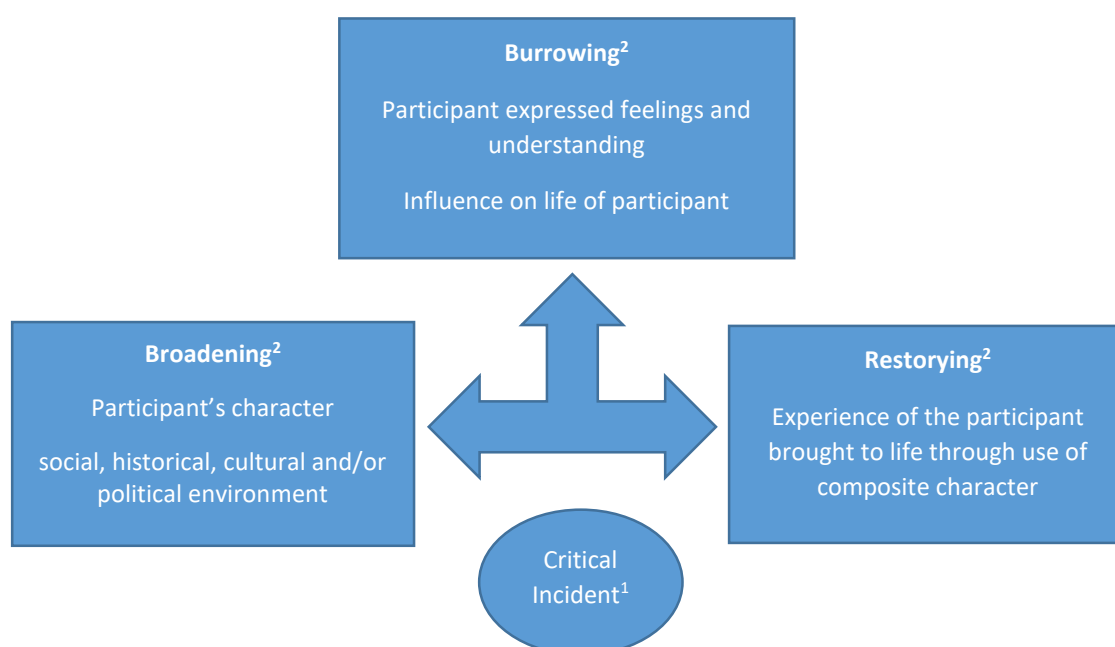 Burrowing²
Participant expressed feelings and
understanding
Influence on life of participant
Broadening²
Participant’s character
social, historical, cultural and/or
political environment
Restorying²
Experience of the participant
brought to life through use of
composite character
Critical
Incident¹